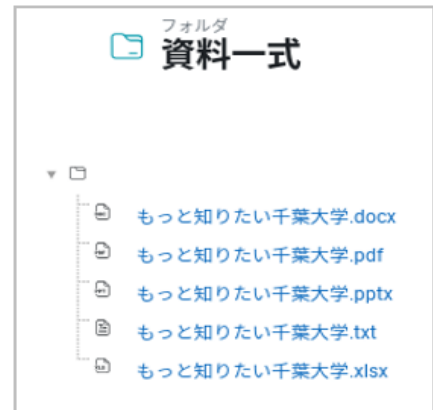 フォルダ
資料一式
もっと知りたい千葉大学.docx
もっと知りたい千葉大学.pdf
もっと知りたい千葉大学.pptx
もっと知りたい千葉大学.txt
もっと知りたい千葉大学.xlsx